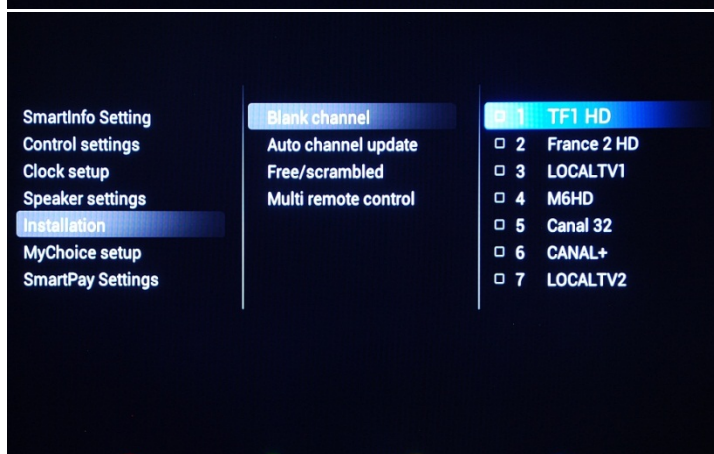 SmartInfo Setting
Control settings
Clock setup
Speaker settings
Installation
MyChoice setup
SmartPay Settings
Blank channel
Auto channel update
Free/scrambled
Multi remote control
1 TF1 HD
2 France 2 HD
3 LOCALTV1
4 M6HD
5 Canal 32
6 CANAL+
7 LOCALTV2